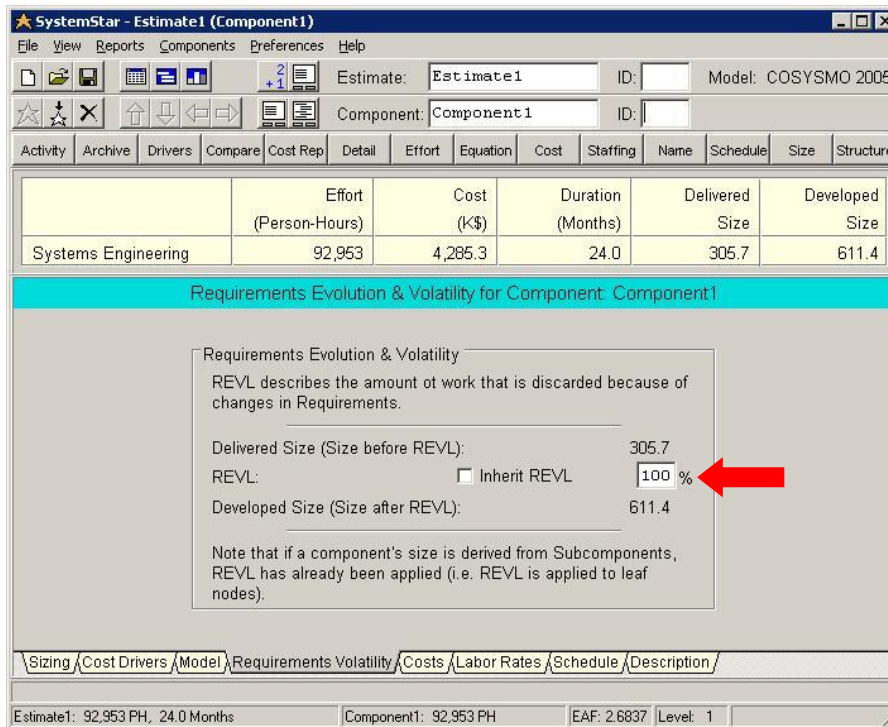 SystemStar - Estimate1 (Component1)
File View Reports Components Preferences Help
2 +1 Estimate: Estimate1 ID: Model: COSYSMO 2005
Component: Component1 ID:
Activity Archive Drivers Compare Cost Rep Detail Effort Equation Cost Staffing Name Schedule Size Structure
Effort Cost Duration Delivered Developed
(Person-Hours) (K$) (Months) Size Size
Systems Engineering 92,953 4,285.3 24.0 305.7 611.4
Requirements Evolution & Volatility for Component: Component1
Requirements Evolution & Volatility
REVL describes the amount of work that is discarded because of
changes in Requirements.
Delivered Size (Size before REVL): 305.7
REVL: Inherit REVL 100 %
Developed Size (Size after REVL): 611.4
Note that if a component's size is derived from Subcomponents,
REVL has already been applied (i.e. REVL is applied to leaf
nodes).
Sizing Cost Drivers Model Requirements Volatility Costs Labor Rates Schedule Description
Estimate1: 92,953 PH, 24.0 Months Component1: 92,953 PH EAF: 2.6837 Level: 1